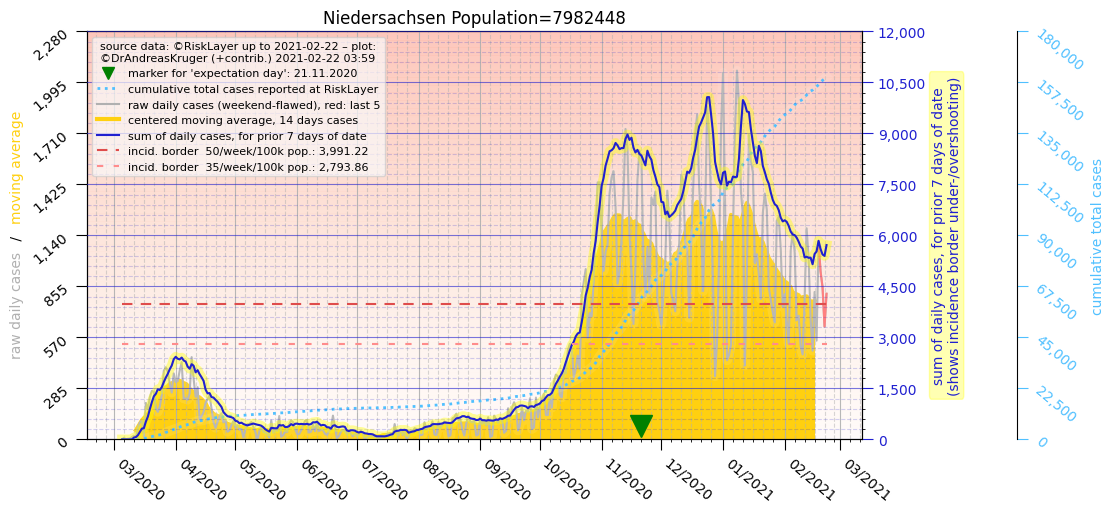 Niedersachsen Population=7982448
source data: ©RiskLayer up to 2021-02-22 – plot:
©DrAndreasKruger (+contrib.) 2021-02-22 03:59
marker for 'expectation day': 21.11.2020
cumulative total cases reported at RiskLayer
raw daily cases (weekend-flawed), red: last 5
centered moving average, 14 days cases
sum of daily cases, for prior 7 days of date
incid. border  50/week/100k pop.: 3,991.22
incid. border  35/week/100k pop.: 2,793.86
raw daily cases  /  moving average
2,280
1,995
1,710
1,425
1,140
855
570
285
0
03/2020
04/2020
05/2020
06/2020
07/2020
08/2020
09/2020
10/2020
11/2020
12/2020
01/2021
02/2021
03/2021
12,000
10,500
9,000
7,500
6,000
4,500
3,000
1,500
0
sum of daily cases, for prior 7 days of date
(shows incidence border under-/overshooting)
180,000
157,500
135,000
112,500
90,000
67,500
45,000
22,500
0
cumulative total cases